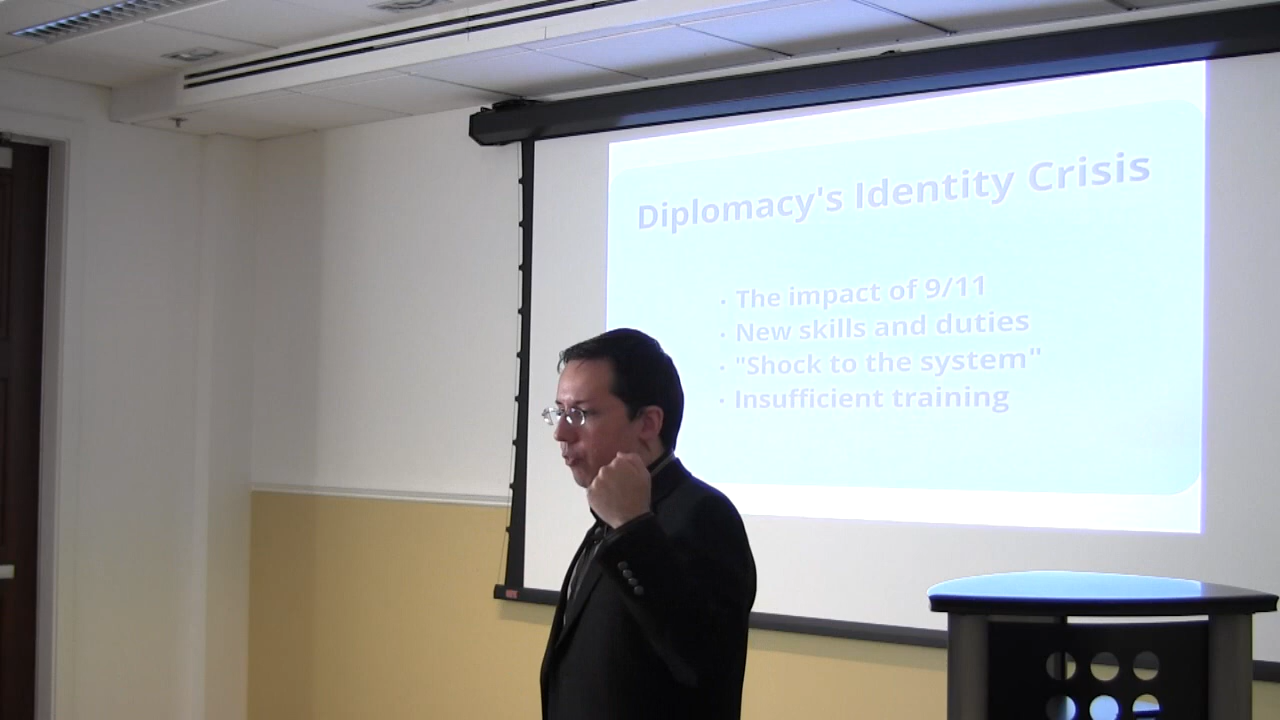 Diplomacy's Identity Crisis
· The impact of 9/11
· New skills and duties
· "Shock to the system"
· Insufficient training